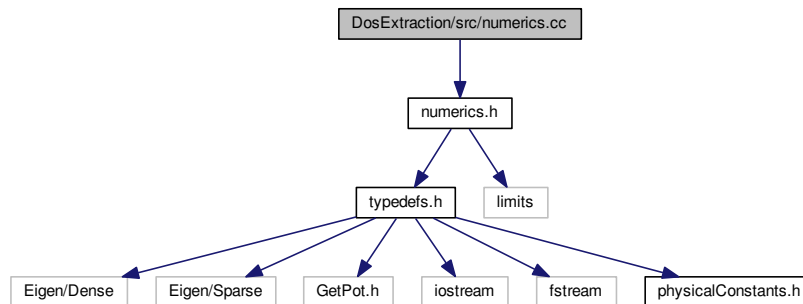 DosExtraction/src/numerics.cc
numerics.h
typedefs.h
limits
Eigen/Dense
Eigen/Sparse
GetPot.h
iostream
fstream
physicalConstants.h